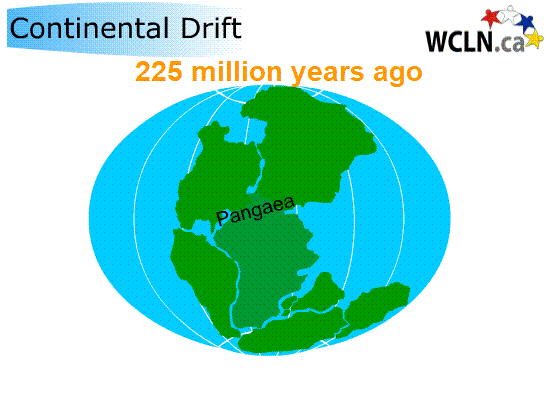 Continental Drift
WCLN.ca
225 million years ago
Pangaea